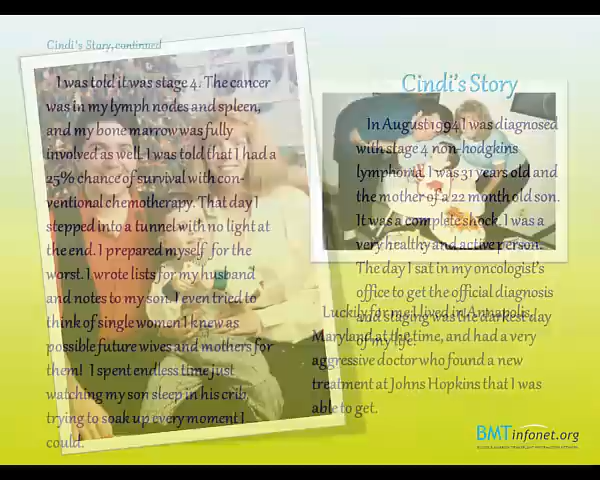 Cindi's Story, continued
I was told it was stage 4. The cancer
was in my lymph nodes and spleen,
and my bone marrow was fully
involved as well. I was told that I had a
25% chance of survival with con-
ventional chemotherapy. That day I
stepped into a tunnel with no light at
the end. I prepared myself for the
worst. I wrote lists for my husband
and notes to my son. I even tried to
think of single women I knew as
possible future wives and mothers for
them! I spent endless time just
watching my son sleep in his crib,
trying to soak up every moment I
could.
Cindi's Story
In August 1994 I was diagnosed
with stage 4 non-hodgkins
lymphoma. I was 31 years old and
the mother of a 22 month old son.
It was a complete shock. I was a
very healthy and active person.
The day I sat in my oncologist's
office to get the official diagnosis
and staging was the darkest day
of my life.
Luckily for me I lived in Annapolis,
Maryland at the time, and had a very
aggressive doctor who found a new
treatment at Johns Hopkins that I was
able to get.
BMTinfonet.org